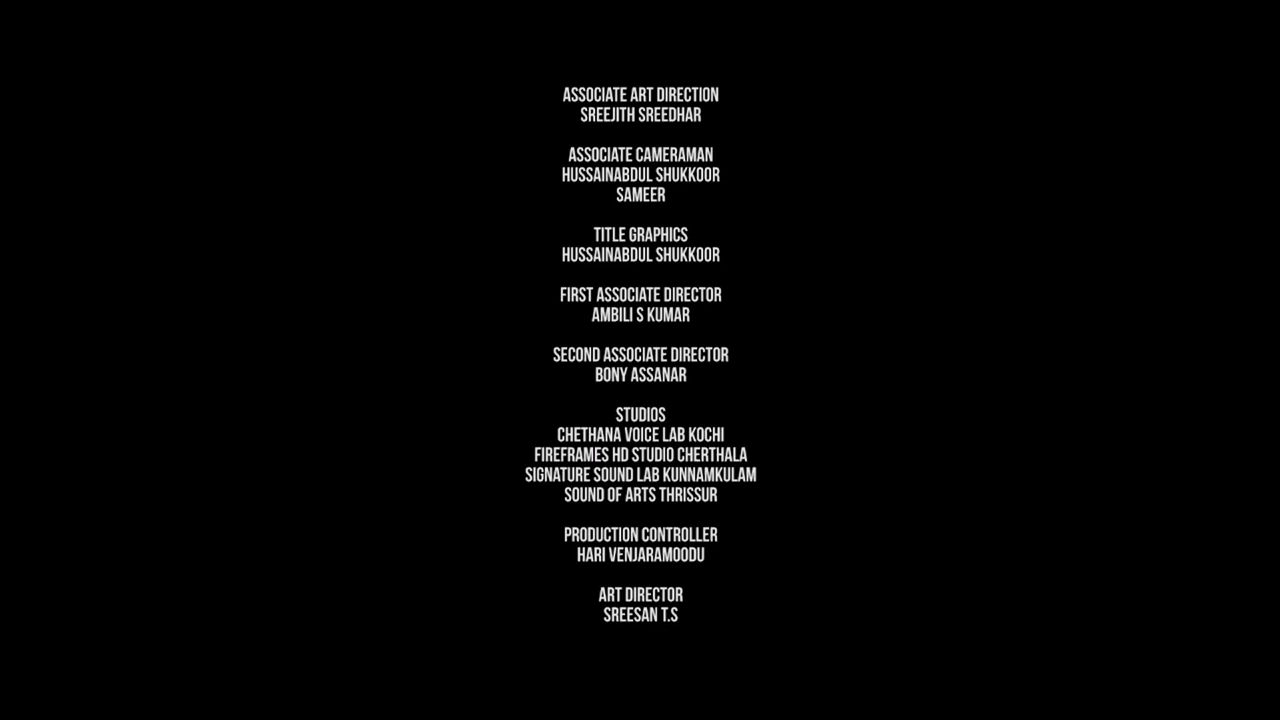 ASSOCIATE ART DIRECTION
SREEJITH SREEDHAR
ASSOCIATE CAMERAMAN
HUSSAINABDUL SHUKKOOR
SAMEER
TITLE GRAPHICS
HUSSAINABDUL SHUKKOOR
FIRST ASSOCIATE DIRECTOR
AMBILI S KUMAR
SECOND ASSOCIATE DIRECTOR
BONY ASSANAR
STUDIOS
CHETHANA VOICE LAB KOCHI
FIREFRAMES HD STUDIO CHERTHALA
SIGNATURE SOUND LAB KUNNAMKULAM
SOUND OF ARTS THRISSUR
PRODUCTION CONTROLLER
HARI VENJARAMOODU
ART DIRECTOR
SREESAN T.S